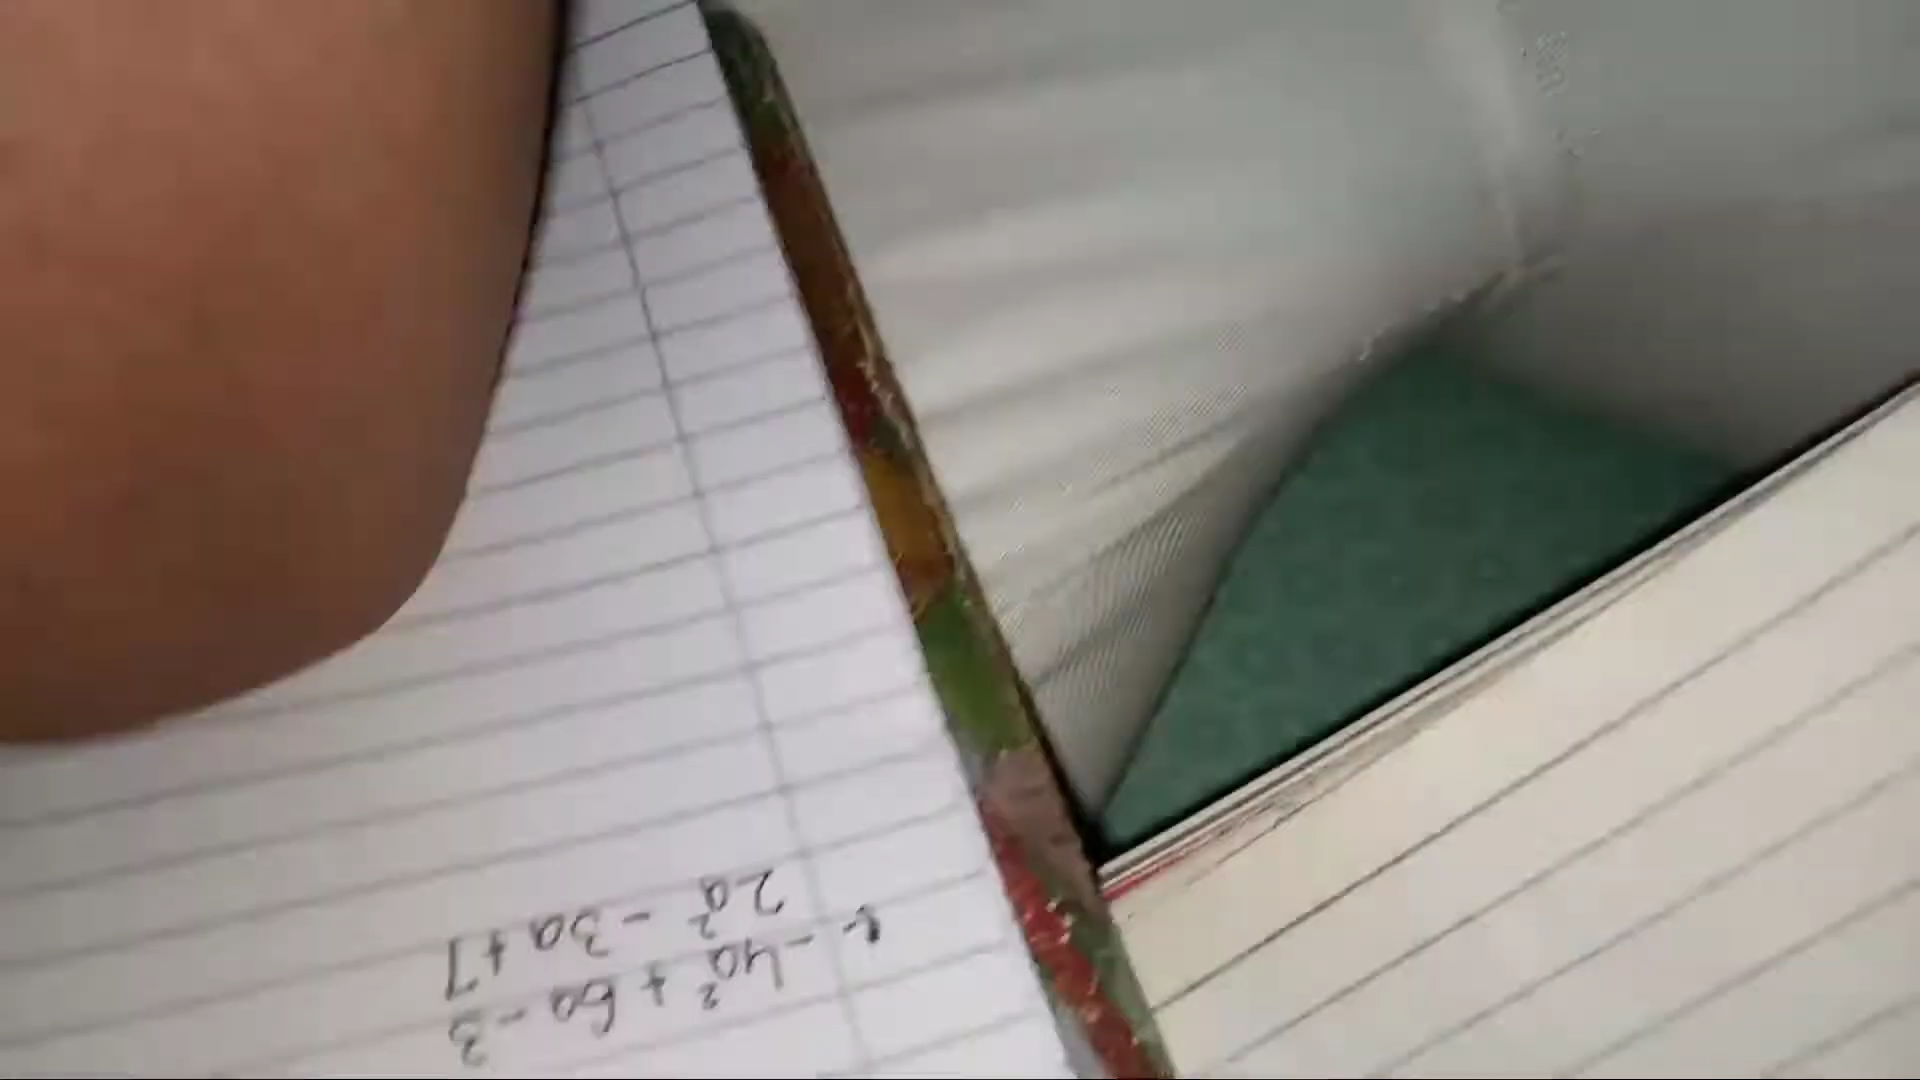 - 4a² + 6a - 3
2a² - 3a + 7